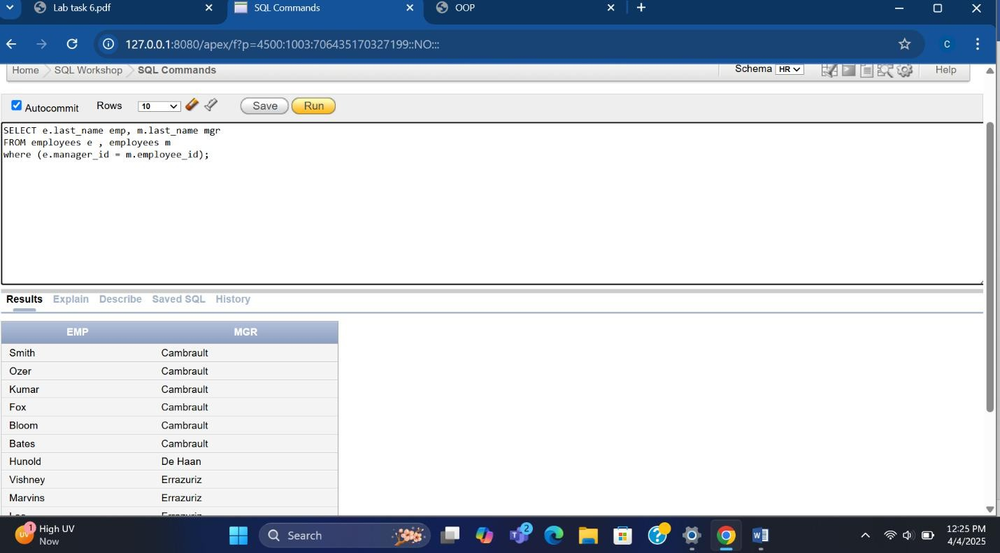 Lab task 6.pdf
SQL Commands
OOP
127.0.0.1:8080/apex/f?p=4500:1003:706435170327199::NO:::
C
Home SQL Workshop SQL Commands
Schema HR Help
Autocommit Rows 10 Save Run
SELECT e.last_name emp, m.last_name mgr
FROM employees e , employees m
where (e.manager_id = m.employee_id);
Results Explain Describe Saved SQL History
EMP MGR
Smith Cambrault
Ozer Cambrault
Kumar Cambrault
Fox Cambrault
Bloom Cambrault
Bates Cambrault
Hunold De Haan
Vishney Errazuriz
Marvins Errazuriz
1
UV
High UV
Now
Search
2
W
12:25 PM
4/4/2025